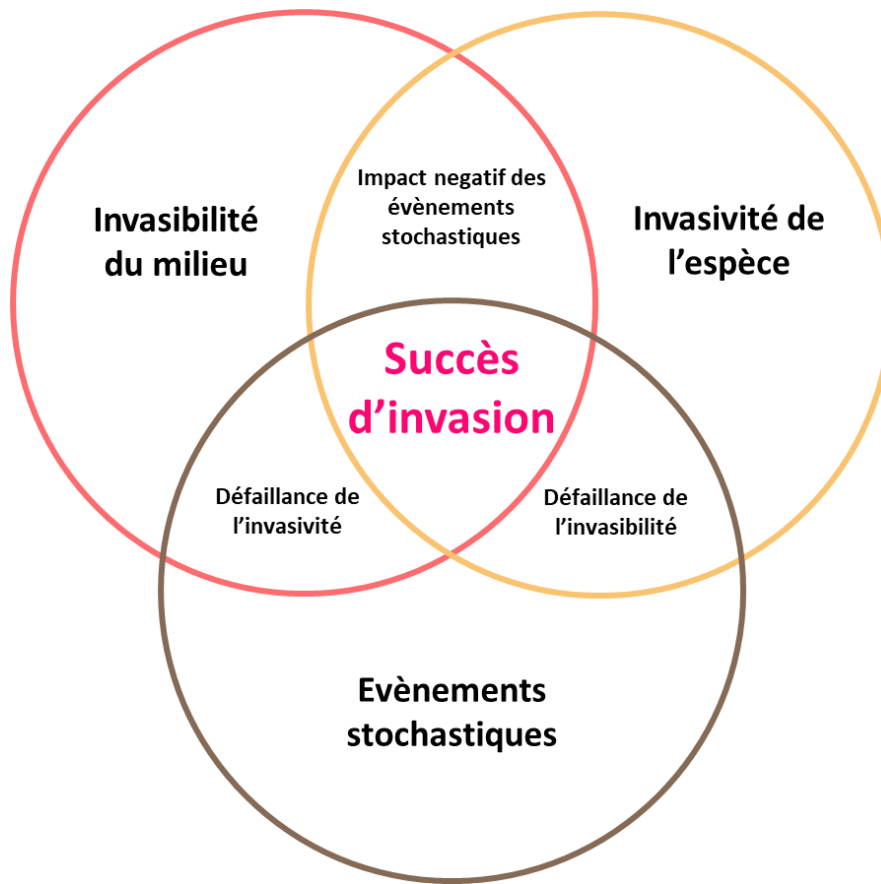 Impact negatif des
évènements
stochastiques
Invasibilité
du milieu
Invasivité de
l'espèce
Succès
d'invasion
Défaillance de
l'invasivité
Défaillance de
l'invasibilité
Evènements
stochastiques